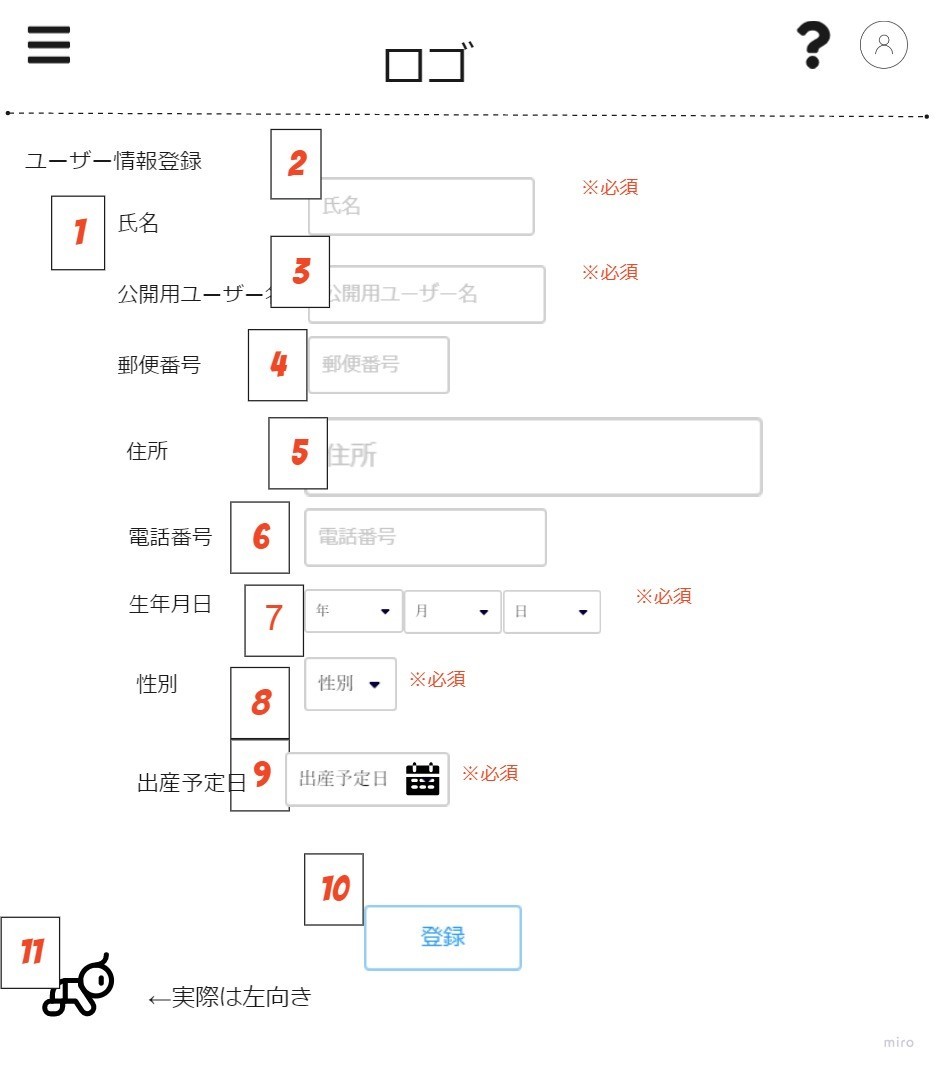 ?
ロゴ
ユーザー情報登録
2
※必須
氏名
1
氏名
3
※必須
公開用ユーザー名
公開用ユーザー名
4
郵便番号
郵便番号
5
住所
住所
6
電話番号
電話番号
生年月日
7
年
月
日
※必須
性別
8
性別
※必須
出産予定日
9
出産予定日
※必須
10
登録
11
←実際は左向き
miro